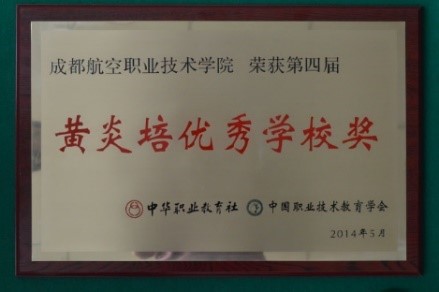 成都航空职业技术学院 荣获第四届
黄炎培优秀学校奖
中华职业教育社 中国职业技术教育学会
2014年5月